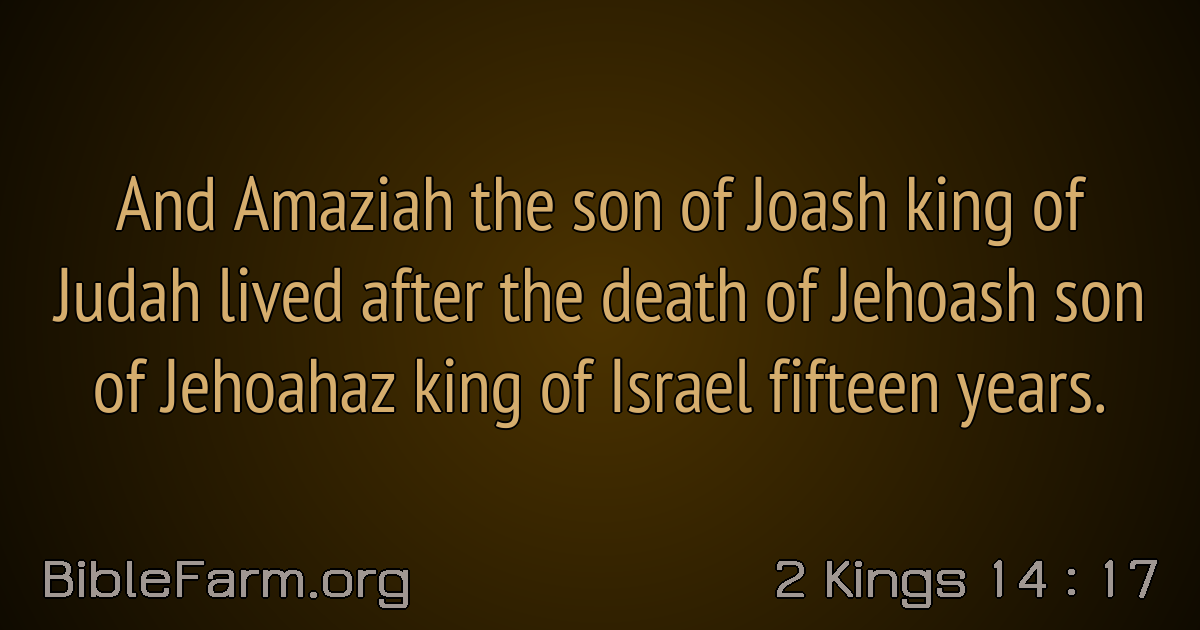 And Amaziah the son of Joash king of
Judah lived after the death of Jehoash son
of Jehoahaz king of Israel fifteen years.
BibleFarm.org
2 Kings 14 : 17